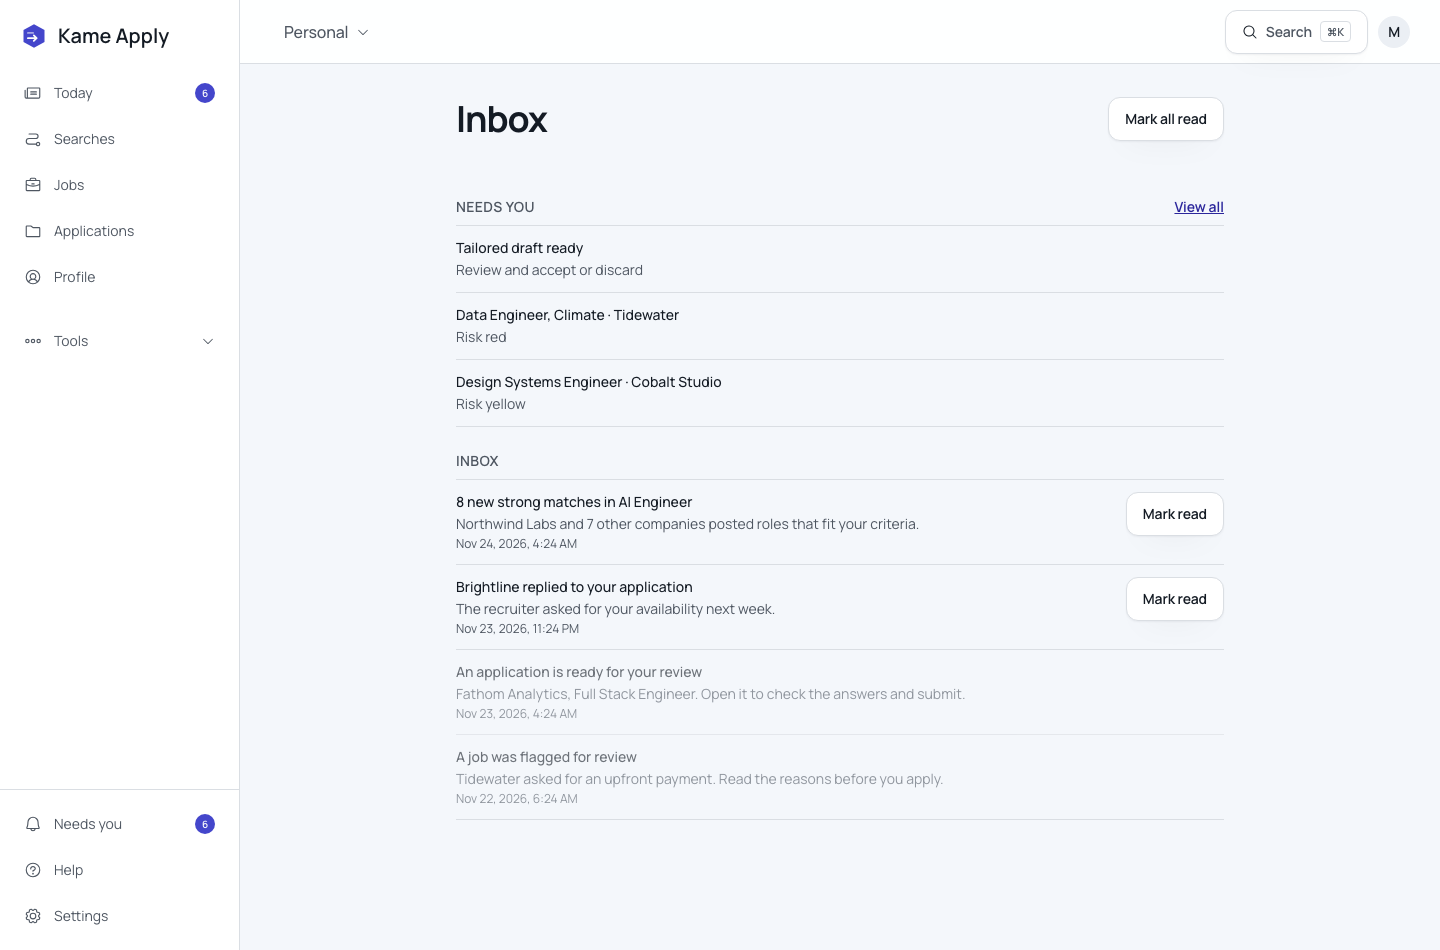 Kame Apply
Personal
Search ⌘K
M
Today 6
Searches
Jobs
Applications
Profile
Tools
Needs you 6
Help
Settings
Inbox
Mark all read
NEEDS YOU
View all
Tailored draft ready
Review and accept or discard
Data Engineer, Climate · Tidewater
Risk red
Design Systems Engineer · Cobalt Studio
Risk yellow
INBOX
8 new strong matches in AI Engineer
Northwind Labs and 7 other companies posted roles that fit your criteria.
Nov 24, 2026, 4:24 AM
Mark read
Brightline replied to your application
The recruiter asked for your availability next week.
Nov 23, 2026, 11:24 PM
Mark read
An application is ready for your review
Fathom Analytics, Full Stack Engineer. Open it to check the answers and submit.
Nov 23, 2026, 4:24 AM
A job was flagged for review
Tidewater asked for an upfront payment. Read the reasons before you apply.
Nov 22, 2026, 6:24 AM